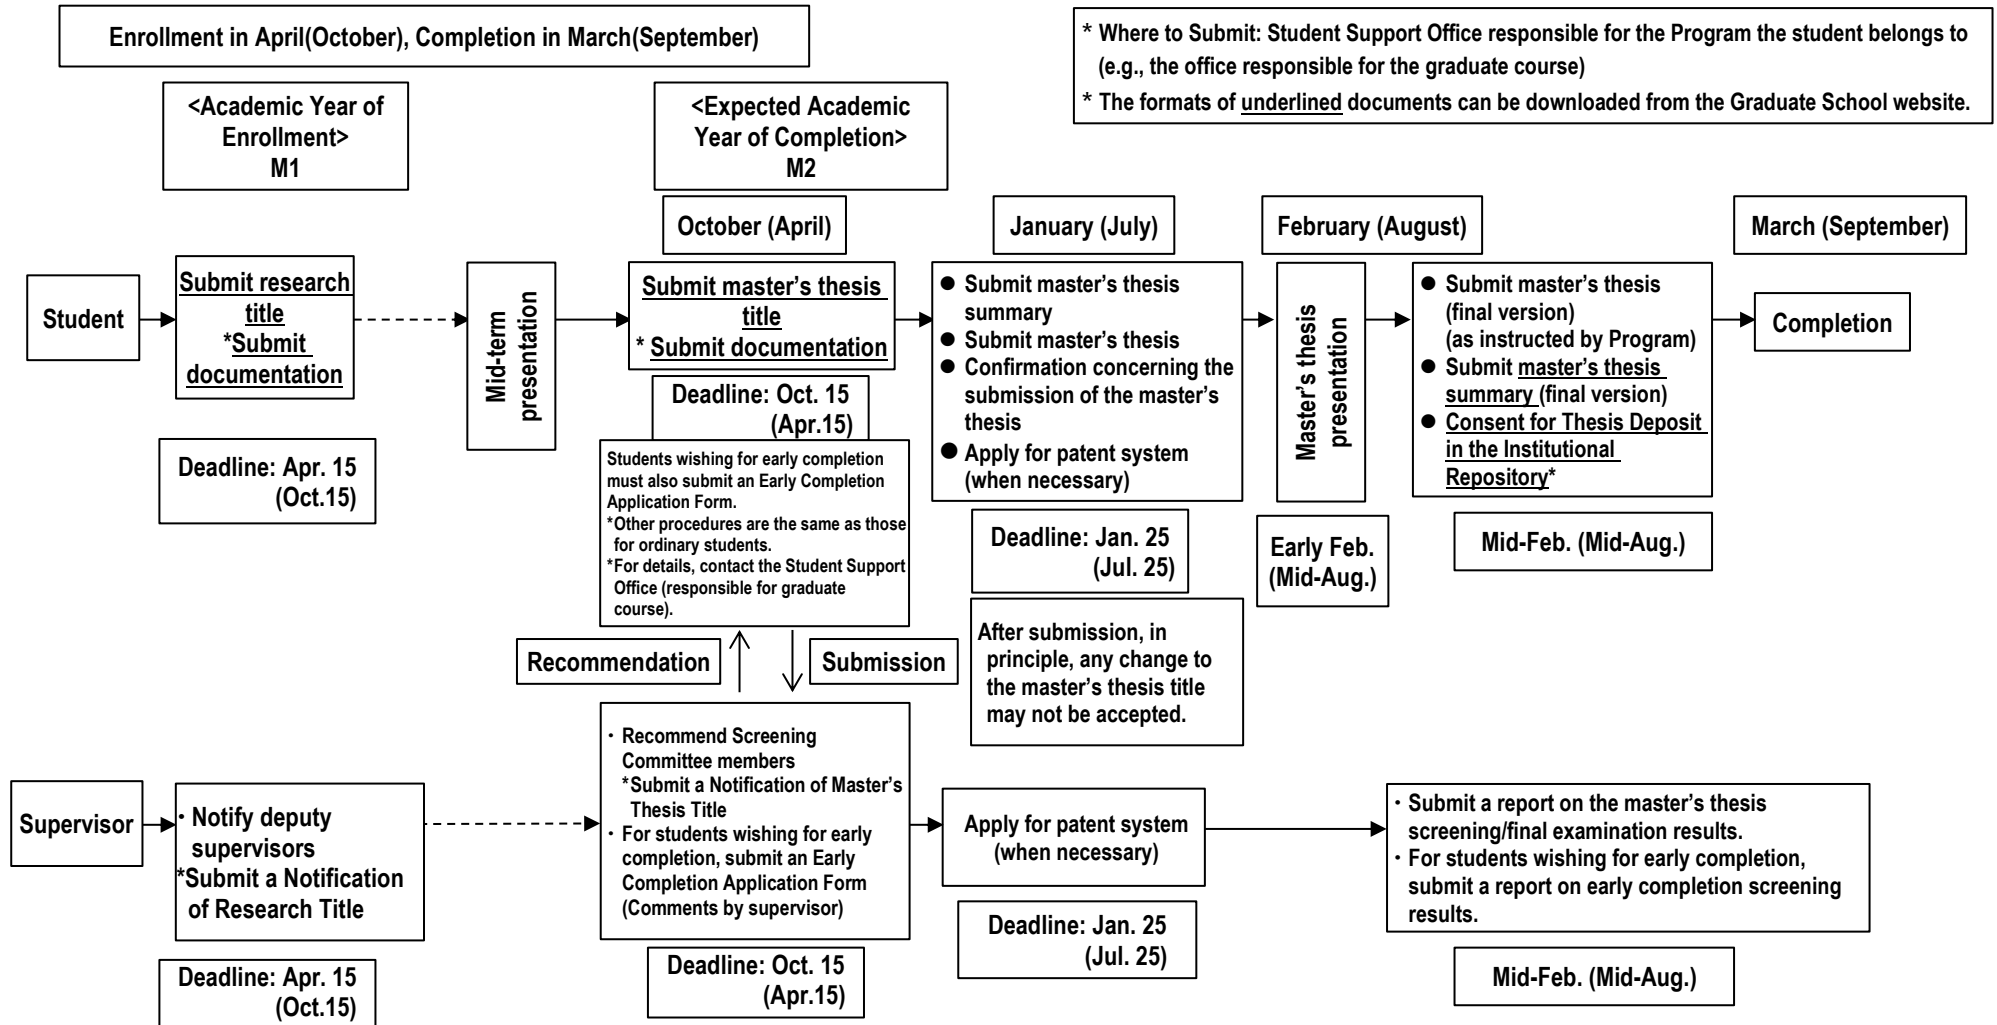 Enrollment in April(October), Completion in March(September)
* Where to Submit: Student Support Office responsible for the Program the student belongs to
(e.g., the office responsible for the graduate course)
* The formats of underlined documents can be downloaded from the Graduate School website.
<Academic Year of
Enrollment>
M1
<Expected Academic
Year of Completion>
M2
October (April)
January (July)
February (August)
March (September)
Student
Submit research
title
*Submit
documentation
Mid-term
presentation
Submit master's thesis
title
* Submit documentation
● Submit master's thesis
summary
● Submit master's thesis
● Confirmation concerning the
submission of the master's
thesis
● Apply for patent system
(when necessary)
Master's thesis
presentation
● Submit master's thesis
(final version)
(as instructed by Program)
● Submit master's thesis
summary (final version)
● Consent for Thesis Deposit
in the Institutional
Repository*
Completion
Deadline: Apr. 15
(Oct.15)
Deadline: Oct. 15
(Apr.15)
Students wishing for early completion
must also submit an Early Completion
Application Form.
*Other procedures are the same as those
for ordinary students.
*For details, contact the Student Support
Office (responsible for graduate
course).
Deadline: Jan. 25
(Jul. 25)
Early Feb.
(Mid-Aug.)
Mid-Feb. (Mid-Aug.)
After submission, in
principle, any change to
the master's thesis title
may not be accepted.
Recommendation
Submission
Supervisor
・Notify deputy
supervisors
*Submit a Notification
of Research Title
・Recommend Screening
Committee members
*Submit a Notification of Master's
Thesis Title
・For students wishing for early
completion, submit an Early
Completion Application Form
(Comments by supervisor)
Apply for patent system
(when necessary)
・Submit a report on the master's thesis
screening/final examination results.
・For students wishing for early completion,
submit a report on early completion screening
results.
Deadline: Apr. 15
(Oct.15)
Deadline: Oct. 15
(Apr.15)
Deadline: Jan. 25
(Jul. 25)
Mid-Feb. (Mid-Aug.)